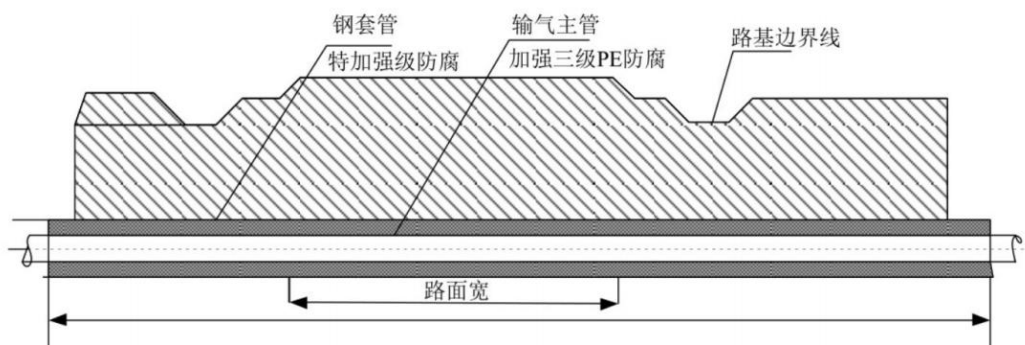 钢套管
特加强级防腐
输气主管
加强三级PE防腐
路基边界线
路面宽